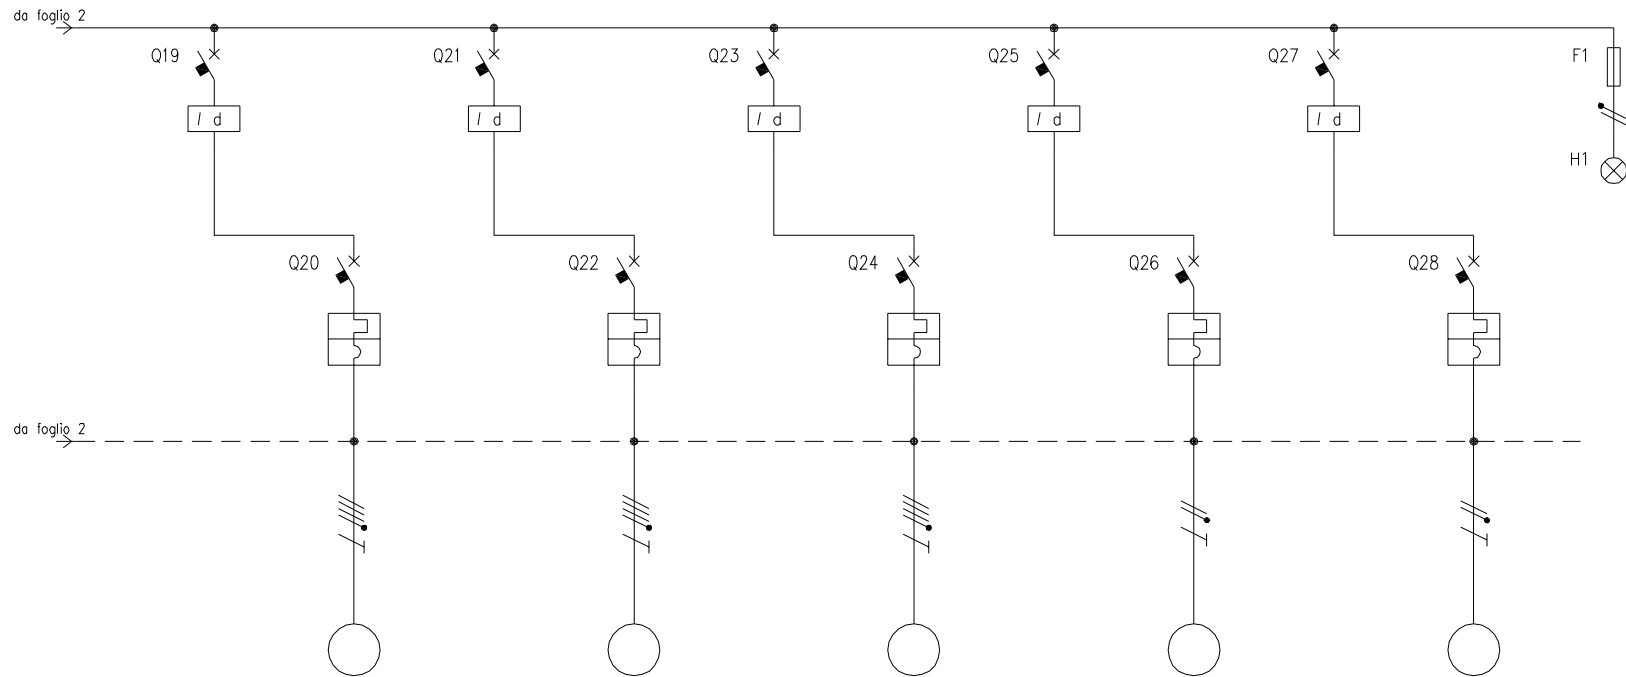 da foglio 2
Q19
Q21
Q23
Q25
Q27
F1
I d
I d
I d
I d
I d
H1
Q20
Q22
Q24
Q26
Q28
da foglio 2